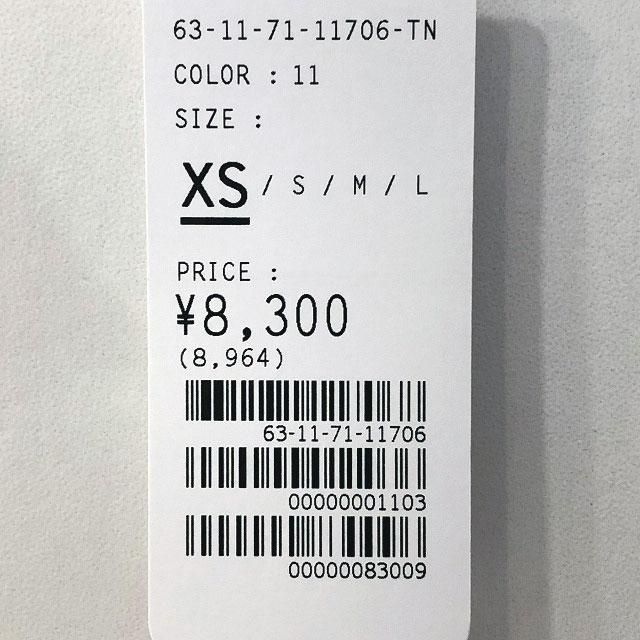 63-11-71-11706-TN
COLOR : 11
SIZE :
XS / S / M / L
PRICE :
¥8,300
(8,964)
63-11-71-11706
00000001103
00000083009